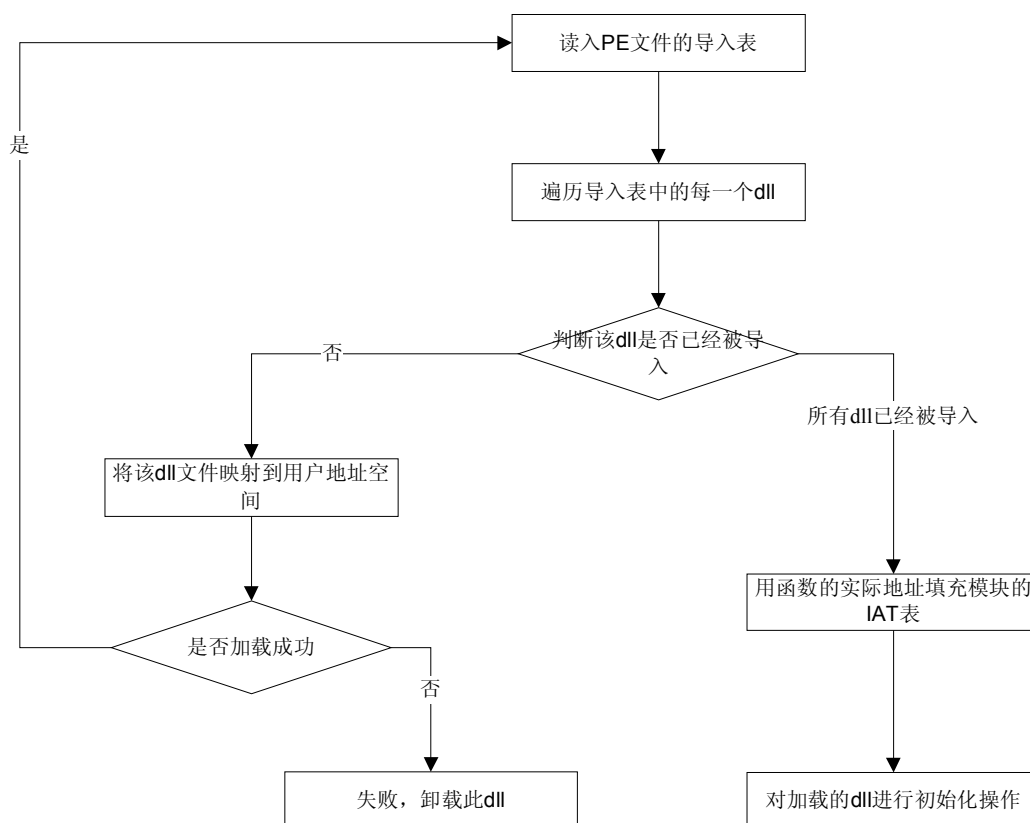 读入PE文件的导入表
是
遍历导入表中的每一个dll
判断该dll是否已经被导
入
否
所有dll已经被导入
将该dll文件映射到用户地址空
间
用函数的实际地址填充模块的
IAT表
是否加载成功
否
失败，卸载此dll
对加载的dll进行初始化操作